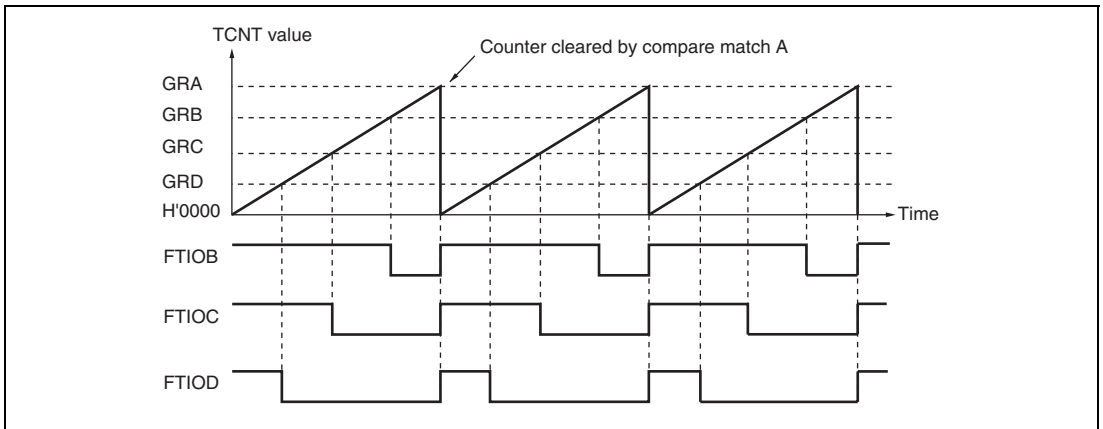 TCNT value
Counter cleared by compare match A
GRA
GRB
GRC
GRD
H'0000
Time
FTIOB
FTIOC
FTIOD